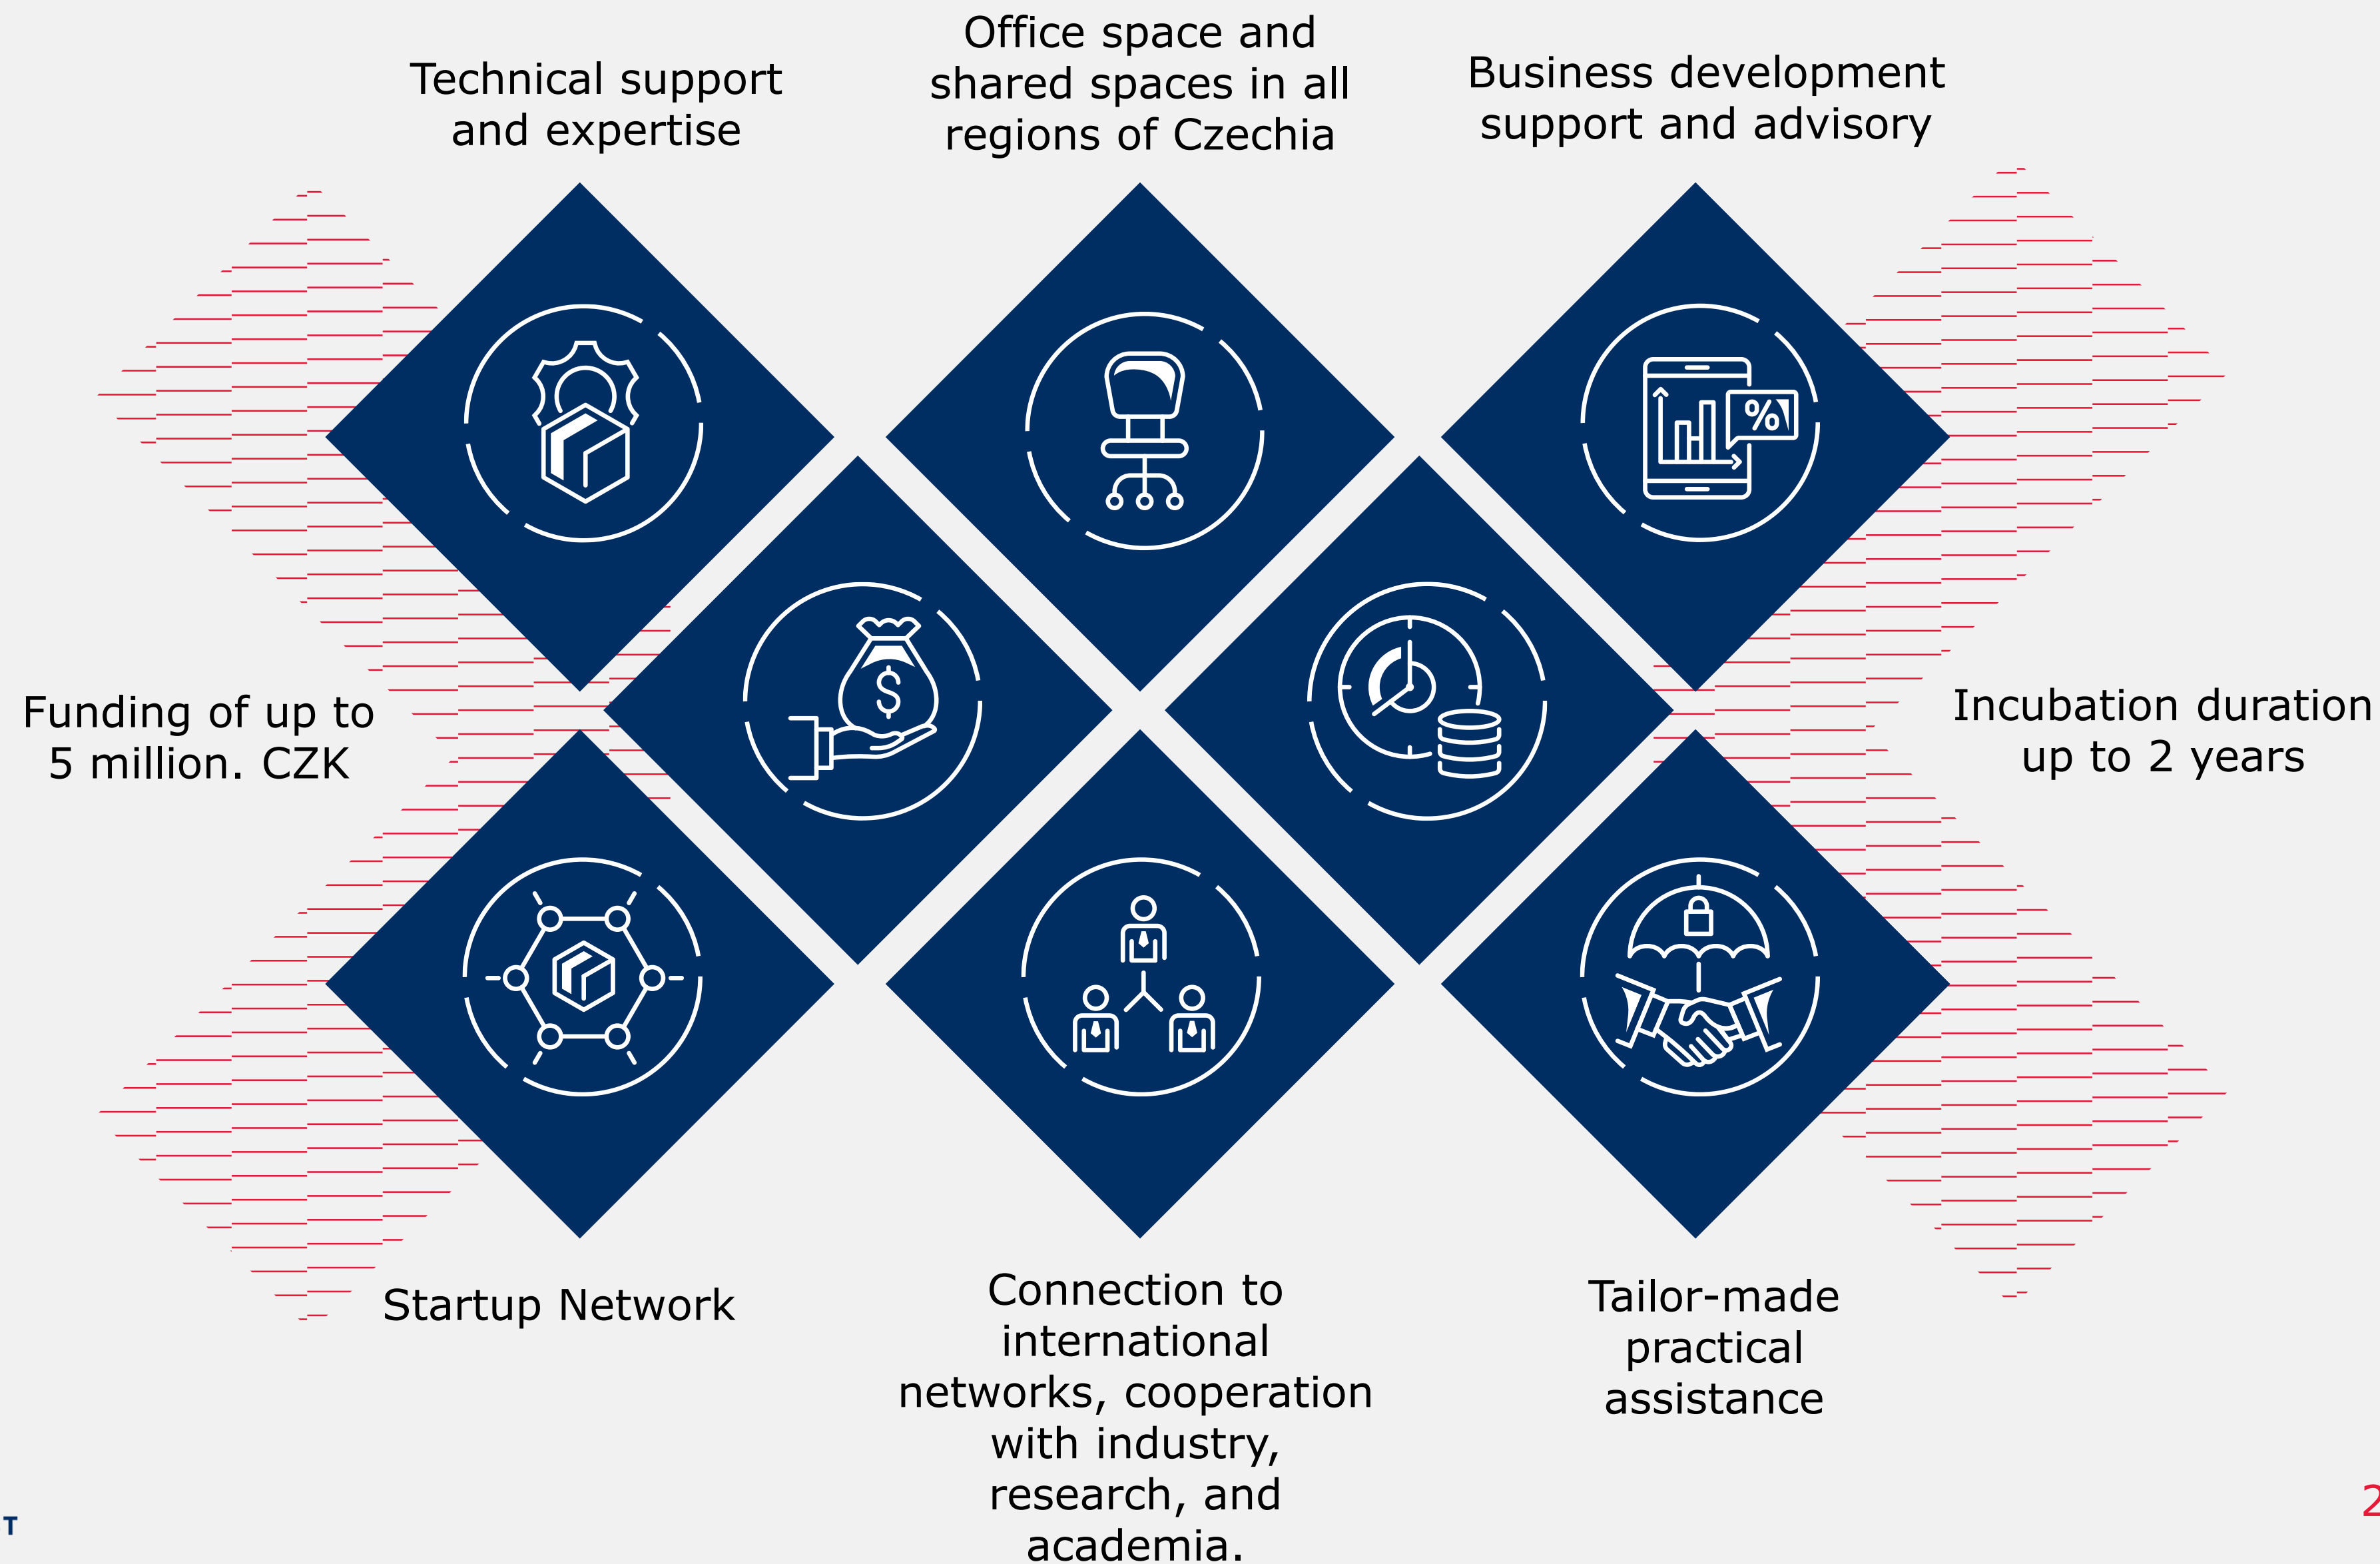 Technical support
and expertise
Office space and
shared spaces in all
regions of Czechia
Business development
support and advisory
%
Funding of up to
5 million. CZK
$
Incubation duration
up to 2 years
Startup Network
Connection to
international
networks, cooperation
with industry,
research, and
academia.
Tailor-made
practical
assistance
T
2